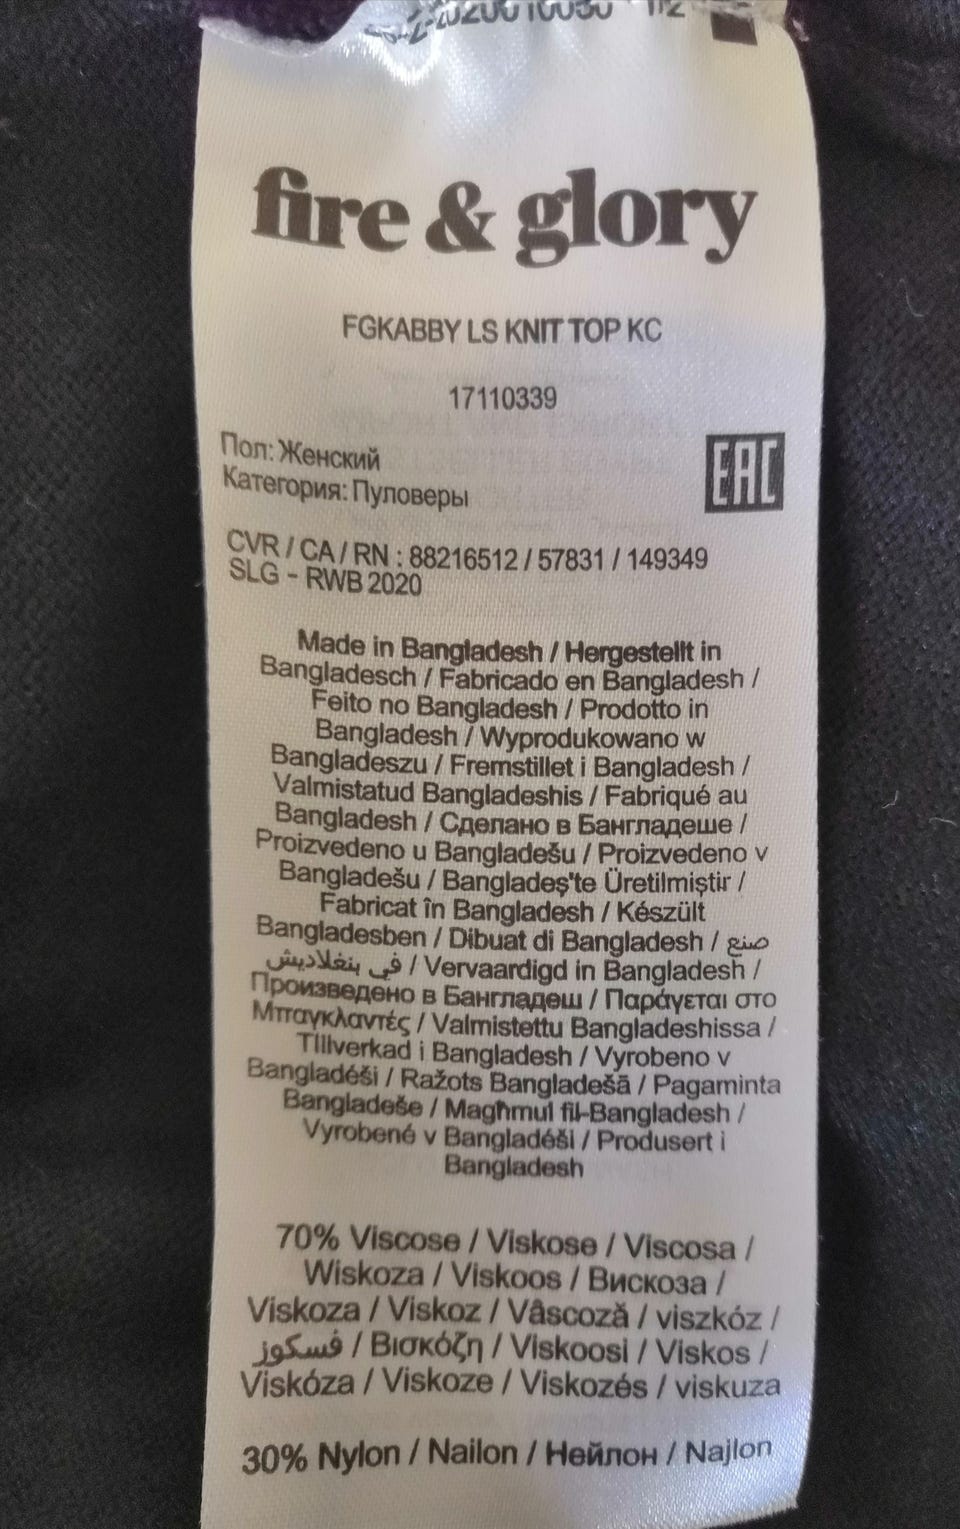 fire & glory
FGKABBY LS KNIT TOP KC
17110339
Пол: Женский
Категория: Пуловеры
EAC
CVR / CA / RN : 88216512 / 57831 / 149349
SLG - RWB 2020
Made in Bangladesh / Hergestellt in
Bangladesch / Fabricado en Bangladesh /
Feito no Bangladesh / Prodotto in
Bangladesh / Wyprodukowano w
Bangladeszu / Fremstillet i Bangladesh /
Valmistatud Bangladeshis / Fabriqué au
Bangladesh / Сделано в Бангладеше /
Proizvedeno u Bangladešu / Proizvedeno v
Bangladešu / Bangladeş'te Üretilmiştir /
Fabricat în Bangladesh / Készült
Bangladesben / Dibuat di Bangladesh / صنع
في بنغلاديش / Vervaardigd in Bangladesh /
Произведено в Бангладеш / Παράγεται στο
Μπαγκλαντές / Valmistettu Bangladeshissa /
Tillverkad i Bangladesh / Vyrobeno v
Bangladéši / Ražots Bangladešā / Pagaminta
Bangladeše / Magħmul fil-Bangladesh /
Vyrobené v Bangladéši / Produsert i
Bangladesh
70% Viscose / Viskose / Viscosa /
Wiskoza / Viskoos / Вискоза /
Viskoza / Viskoz / Vâscoză / viszkóz /
فسكوز / Βισκόζη / Viskoosi / Viskos /
Viskóza / Viskoze / Viskozés / viskuza
30% Nylon / Nailon / Нейлон / Najlon